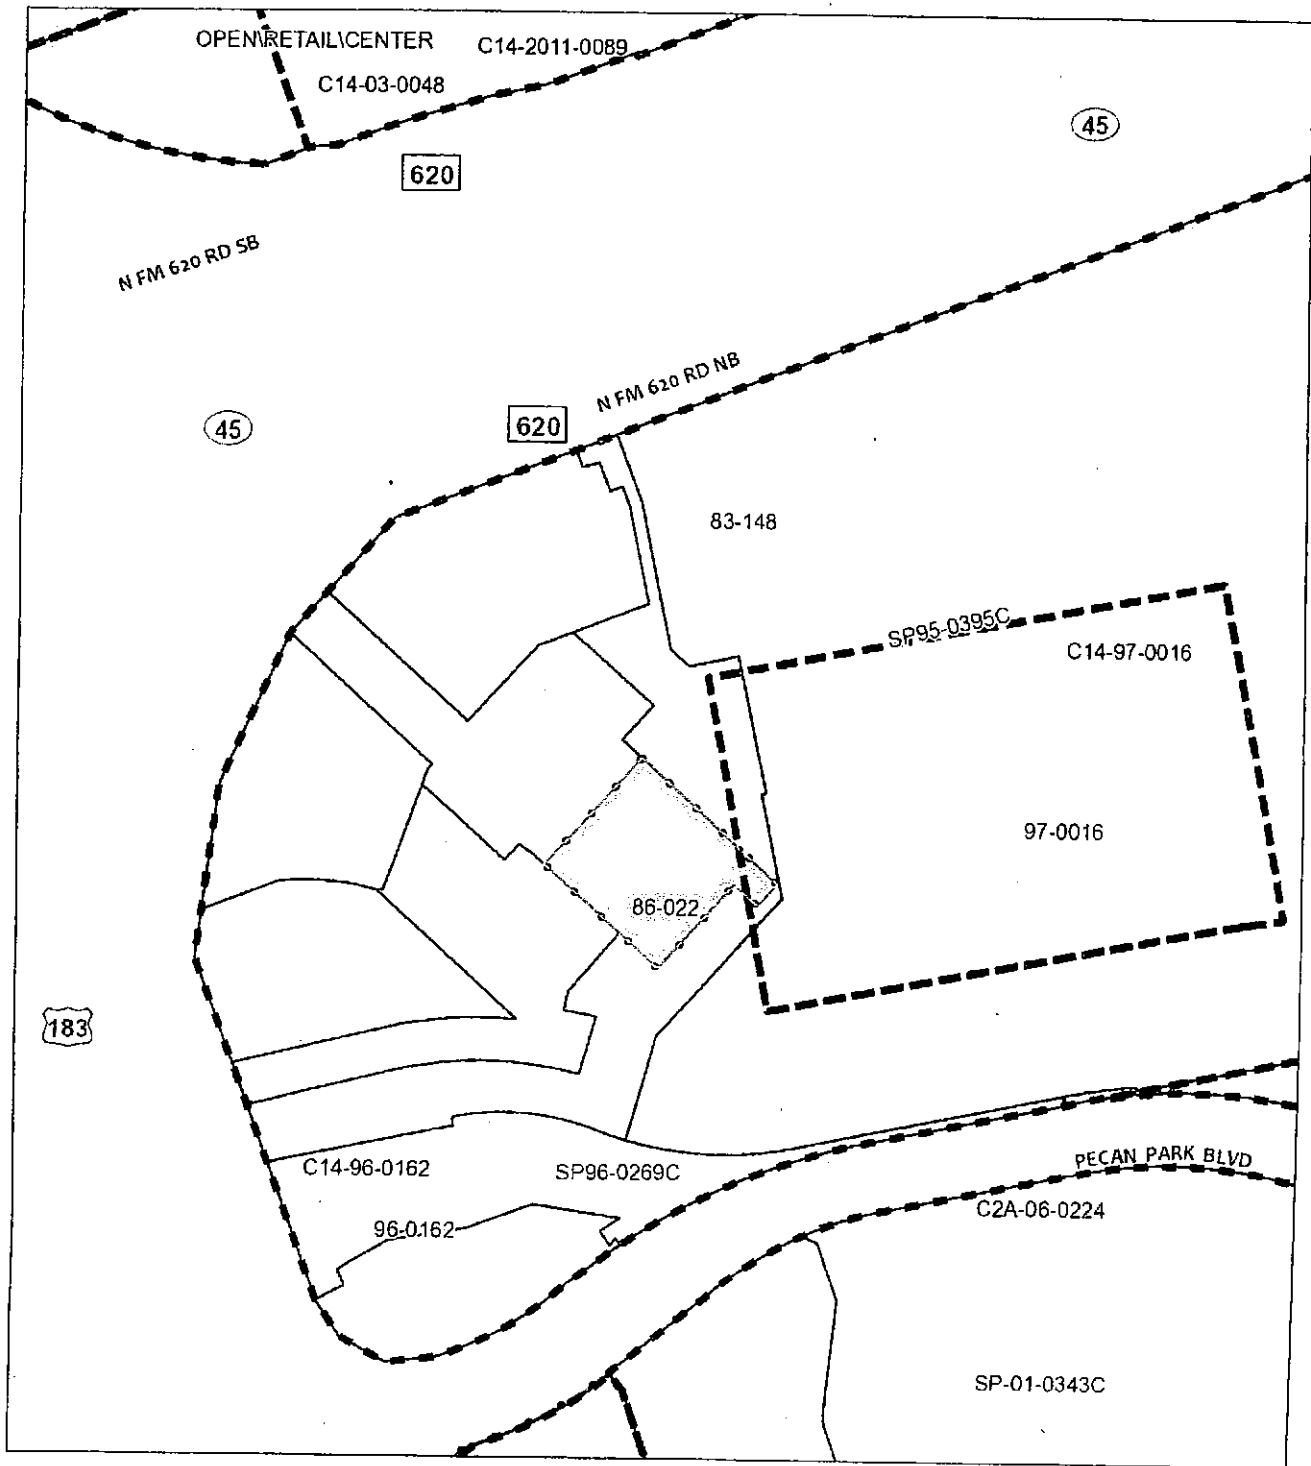 OPEN\RETAIL\CENTER
C14-2011-0089
C14-03-0048
45
620
N FM 620 RD SB
N FM 620 RD NB
45
620
83-148
SP95-0395C
C14-97-0016
97-0016
86-022
183
PECAN PARK BLVD
C14-96-0162
SP96-0269C
C2A-06-0224
96-0162
SP-01-0343C